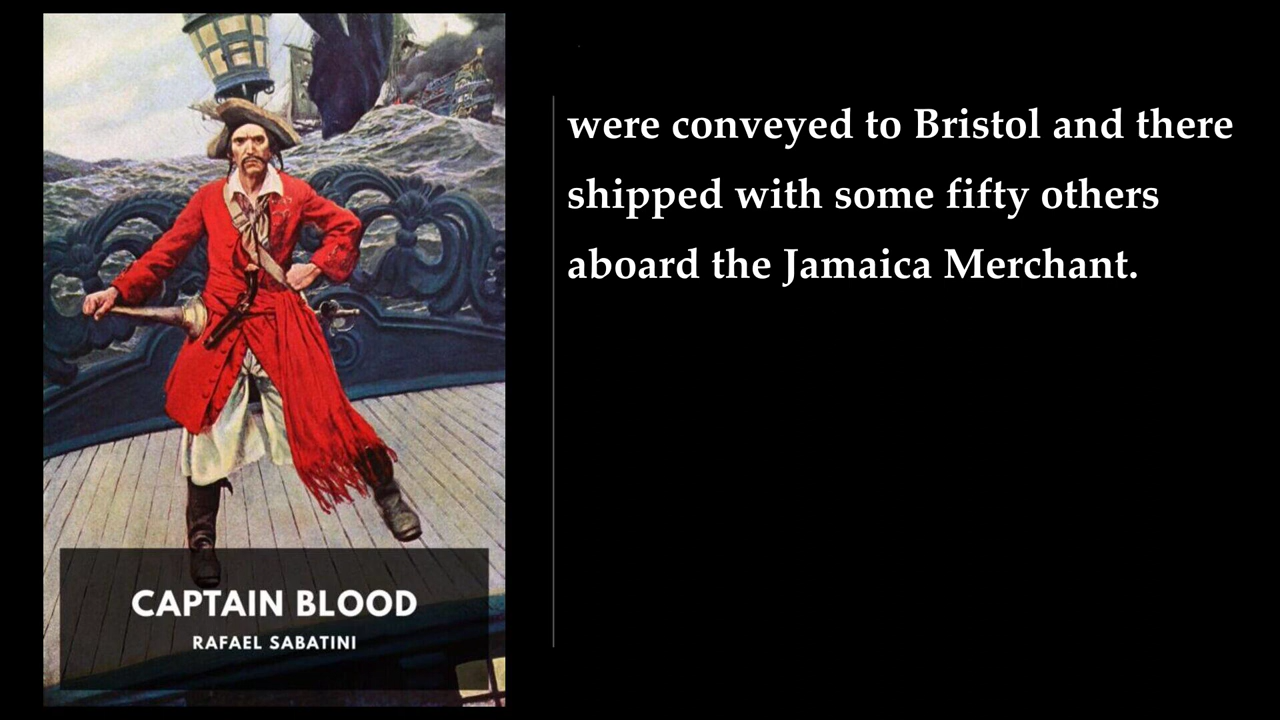 were conveyed to Bristol and there
shipped with some fifty others
aboard the Jamaica Merchant.
CAPTAIN BLOOD
RAFAEL SABATINI